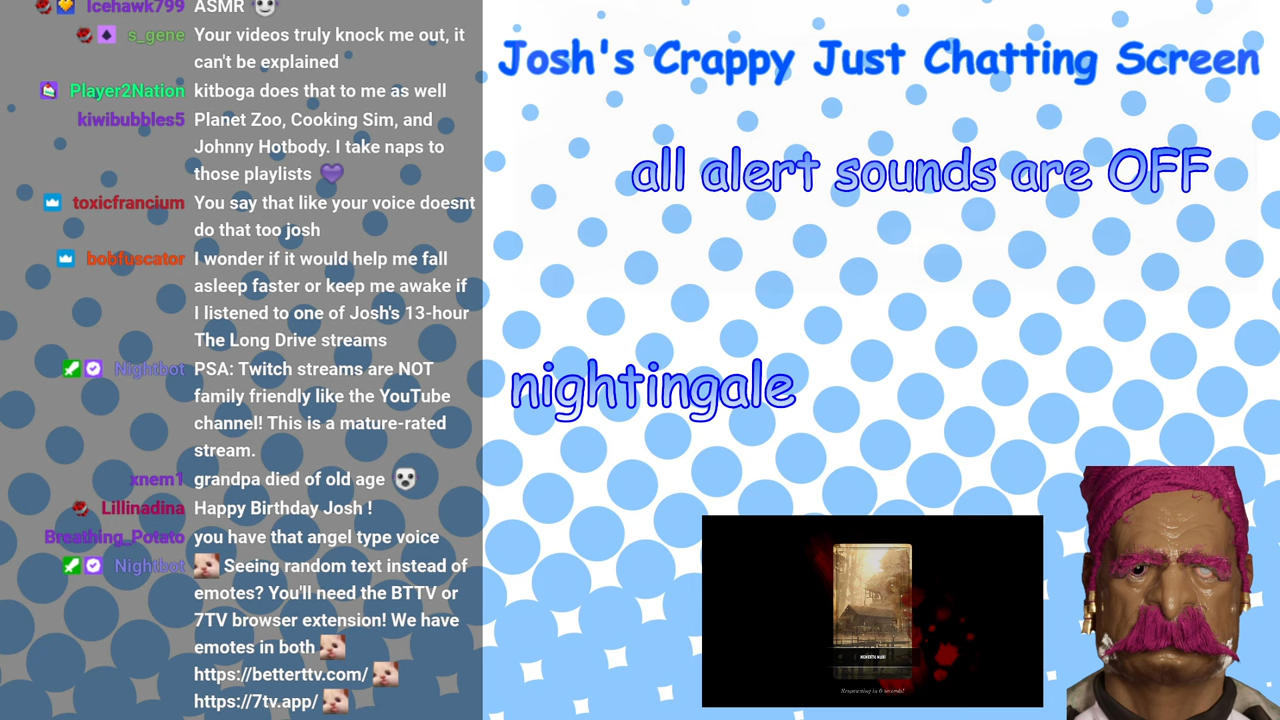 Icehawk799 ASMR
s_gene Your videos truly knock me out, it
can't be explained
Player2Nation kitboga does that to me as well
kiwibubbles5 Planet Zoo, Cooking Sim, and
Johnny Hotbody. I take naps to
those playlists
toxicfrancium You say that like your voice doesnt
do that too josh
bobfuscator I wonder if it would help me fall
asleep faster or keep me awake if
I listened to one of Josh's 13-hour
The Long Drive streams
Nightbot PSA: Twitch streams are NOT
family friendly like the YouTube
channel! This is a mature-rated
stream.
xnem1 grandpa died of old age
Lillinadina Happy Birthday Josh !
Breathing_Potato you have that angel type voice
Nightbot Seeing random text instead of
emotes? You'll need the BTTV or
7TV browser extension! We have
emotes in both
https://betterttv.com/
https://7tv.app/
Josh's Crappy Just Chatting Screen
all alert sounds are OFF
nightingale
MEMENTO MORI
Respawning in 6 seconds!